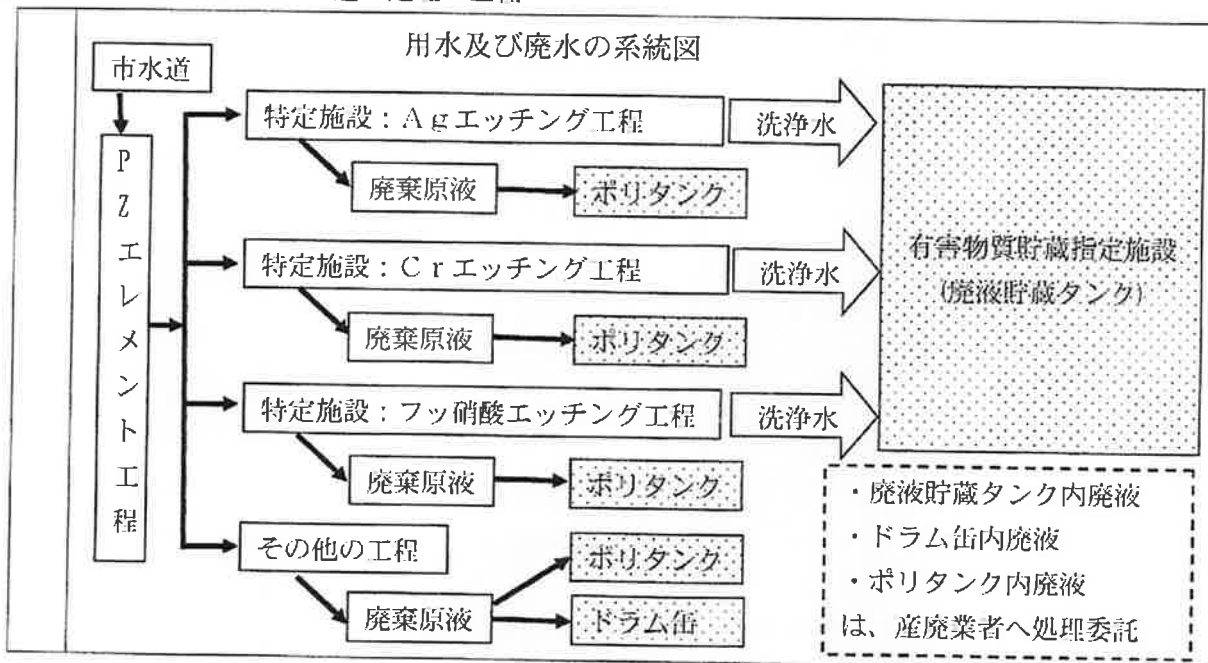 用水及び廃水の系統図
市水道
PZエレメント工程
特定施設：Agエッチング工程
洗浄水
廃棄原液
ポリタンク
特定施設：Crエッチング工程
洗浄水
廃棄原液
ポリタンク
特定施設：フッ硝酸エッチング工程
洗浄水
廃棄原液
ポリタンク
その他の工程
廃棄原液
ポリタンク
ドラム缶
有害物質貯蔵指定施設
(廃液貯蔵タンク)
・廃液貯蔵タンク内廃液
・ドラム缶内廃液
・ポリタンク内廃液
は、産廃業者へ処理委託